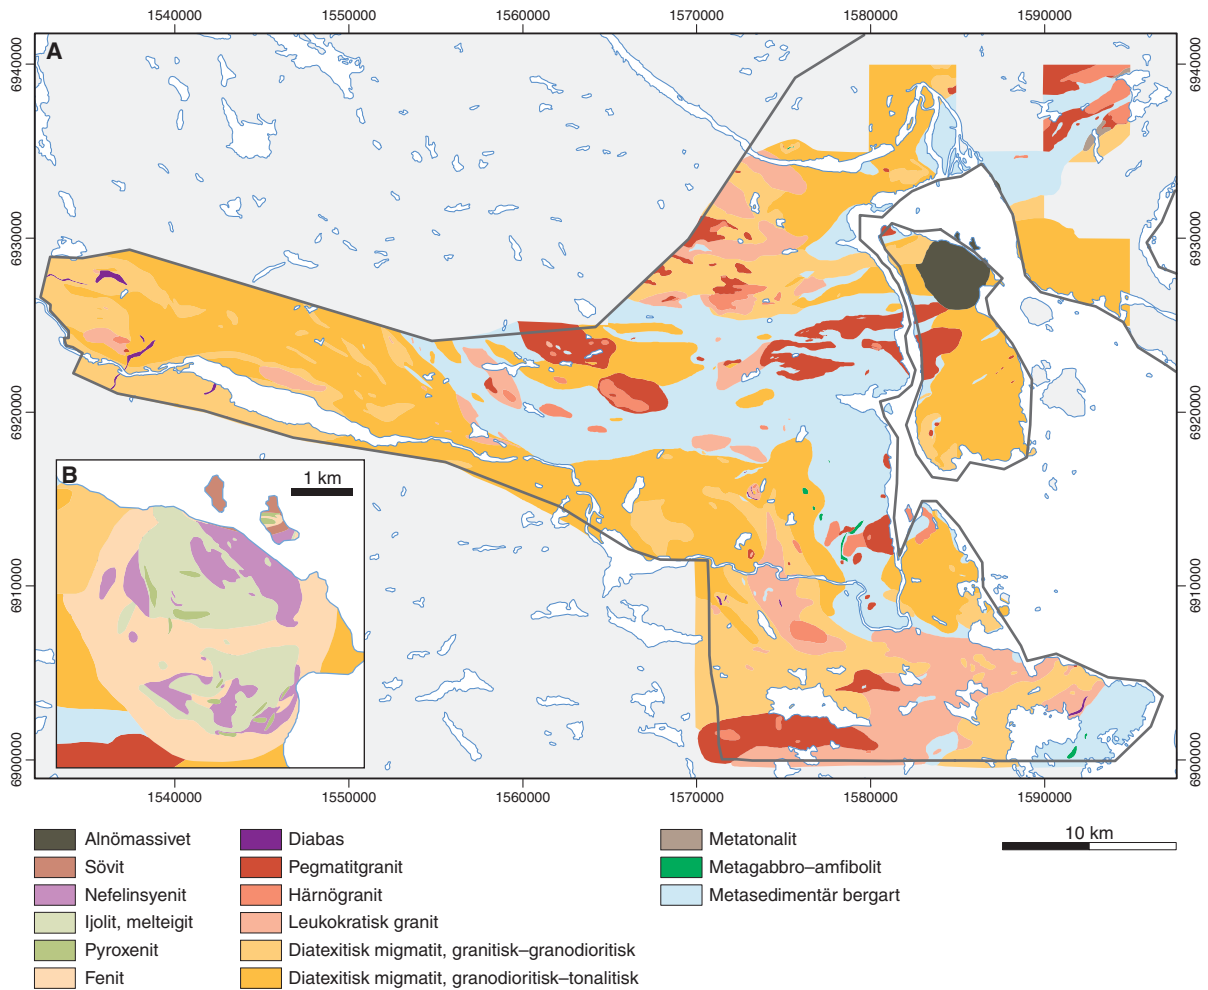 1540000 1550000 1560000 1570000 1580000 1590000
A
6940000 6940000
6930000 6930000
6920000 6920000
6910000 6910000
6900000 6900000
B
1 km
1540000 1550000 1560000 1570000 1580000 1590000
Alnömassivet
Sövit
Nefelinsyenit
Ijolit, melteigit
Pyroxenit
Fenit
Diabas
Pegmatitgranit
Härnögranit
Leukokratisk granit
Diatexitisk migmatit, granitisk–granodioritisk
Diatexitisk migmatit, granodioritisk–tonalitisk
Metatonalit
Metagabbro–amfibolit
Metasedimentär bergart
10 km